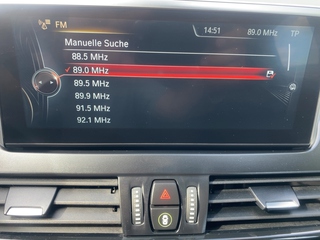 FM 14:51 89.0 MHz TP
Manuelle Suche
88.5 MHz
89.0 MHz
89.5 MHz
89.9 MHz
91.5 MHz
92.1 MHz